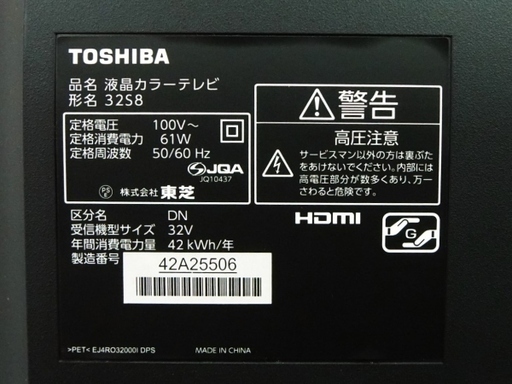 TOSHIBA
品名 液晶カラーテレビ
形名 32S8
定格電圧 100V～
定格消費電力 61W
定格周波数 50/60 Hz
JQA
JQ10437
PS
E
株式会社 東芝
警告
高圧注意
サービスマン以外の方は裏ぶた
をあけないでください。内部には
高電圧部分が数多くあり、万一
さわると危険です。
区分名 DN
受信機型サイズ 32V
年間消費電力量 42 kWh/年
製造番号 42A25506
HDMI
G
>PET< EJ4RO32000I DPS
MADE IN CHINA